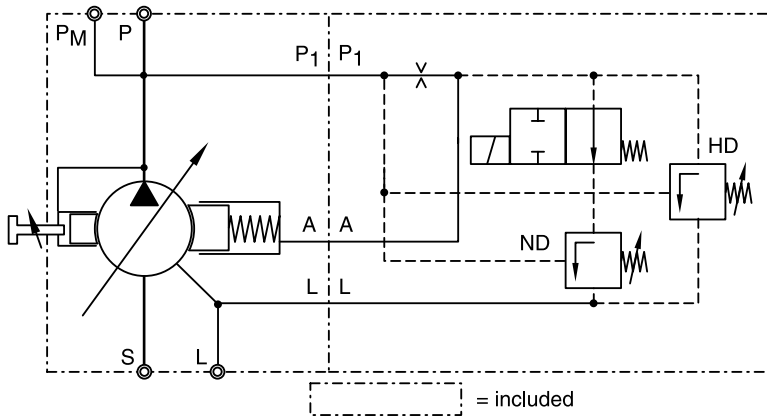 PM P
P1 P1
HD
A A
ND
L L
S L
= included